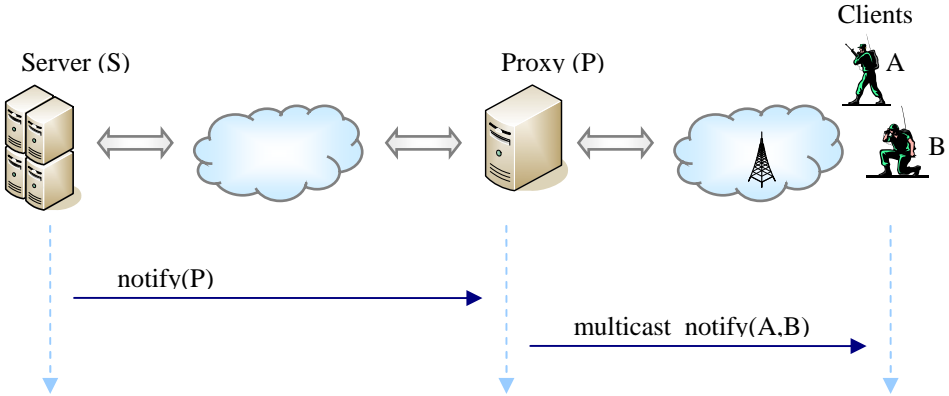 Clients
Server (S)
Proxy (P)
A
B
notify(P)
multicast notify(A,B)